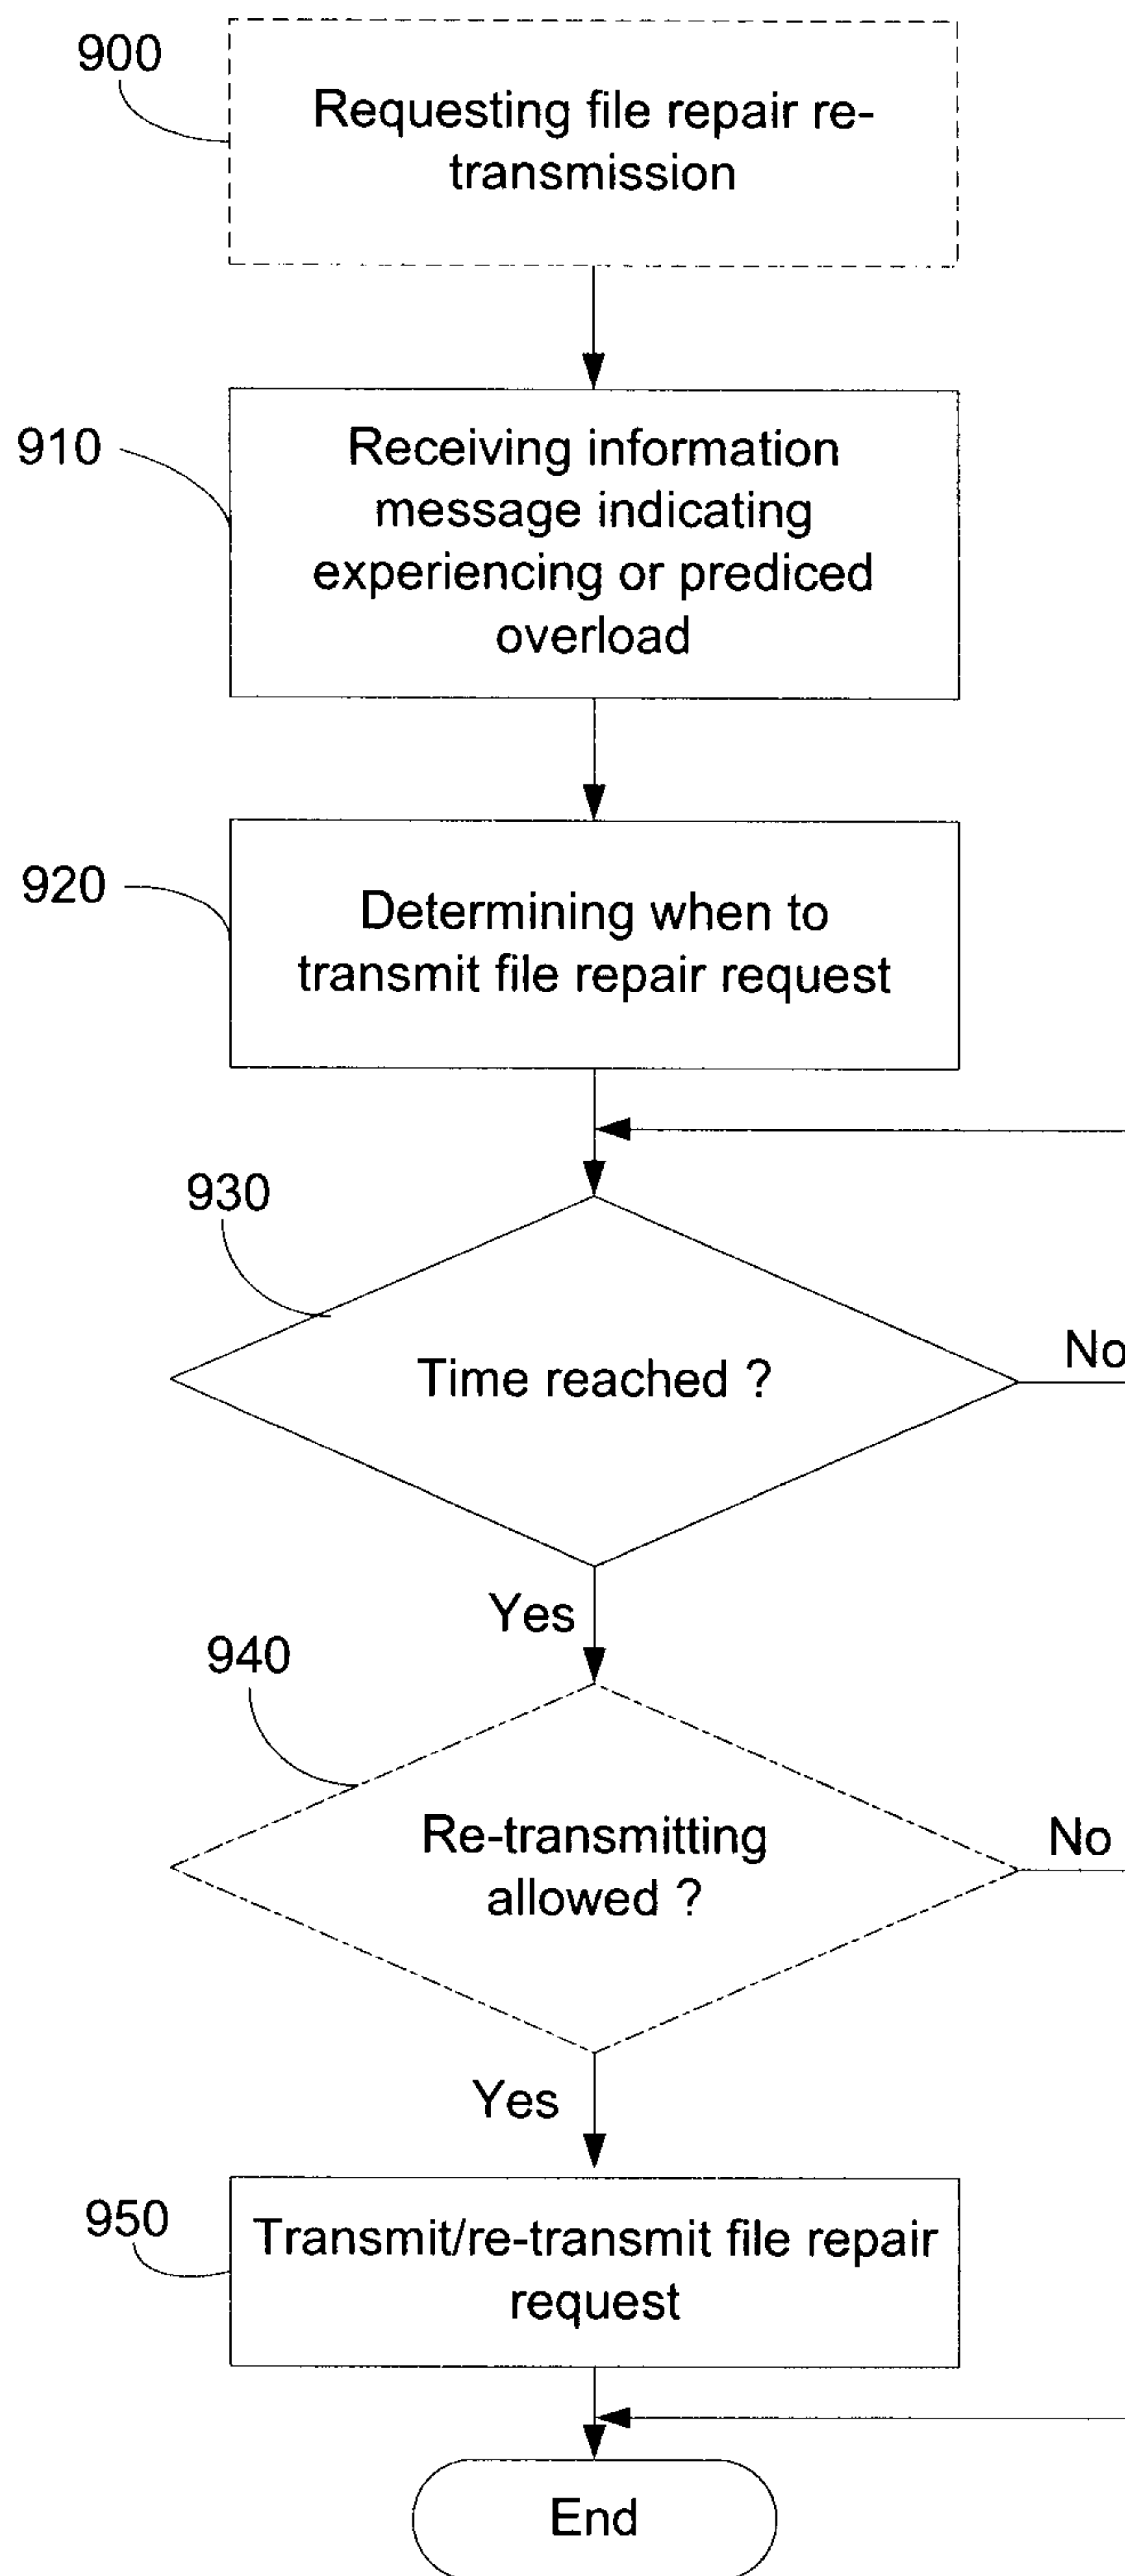 900
Requesting file repair re-
transmission
910
Receiving information
message indicating
experiencing or prediced
overload
920
Determining when to
transmit file repair request
930
Time reached ?
No
Yes
940
Re-transmitting
allowed ?
No
Yes
950
Transmit/re-transmit file repair
request
End